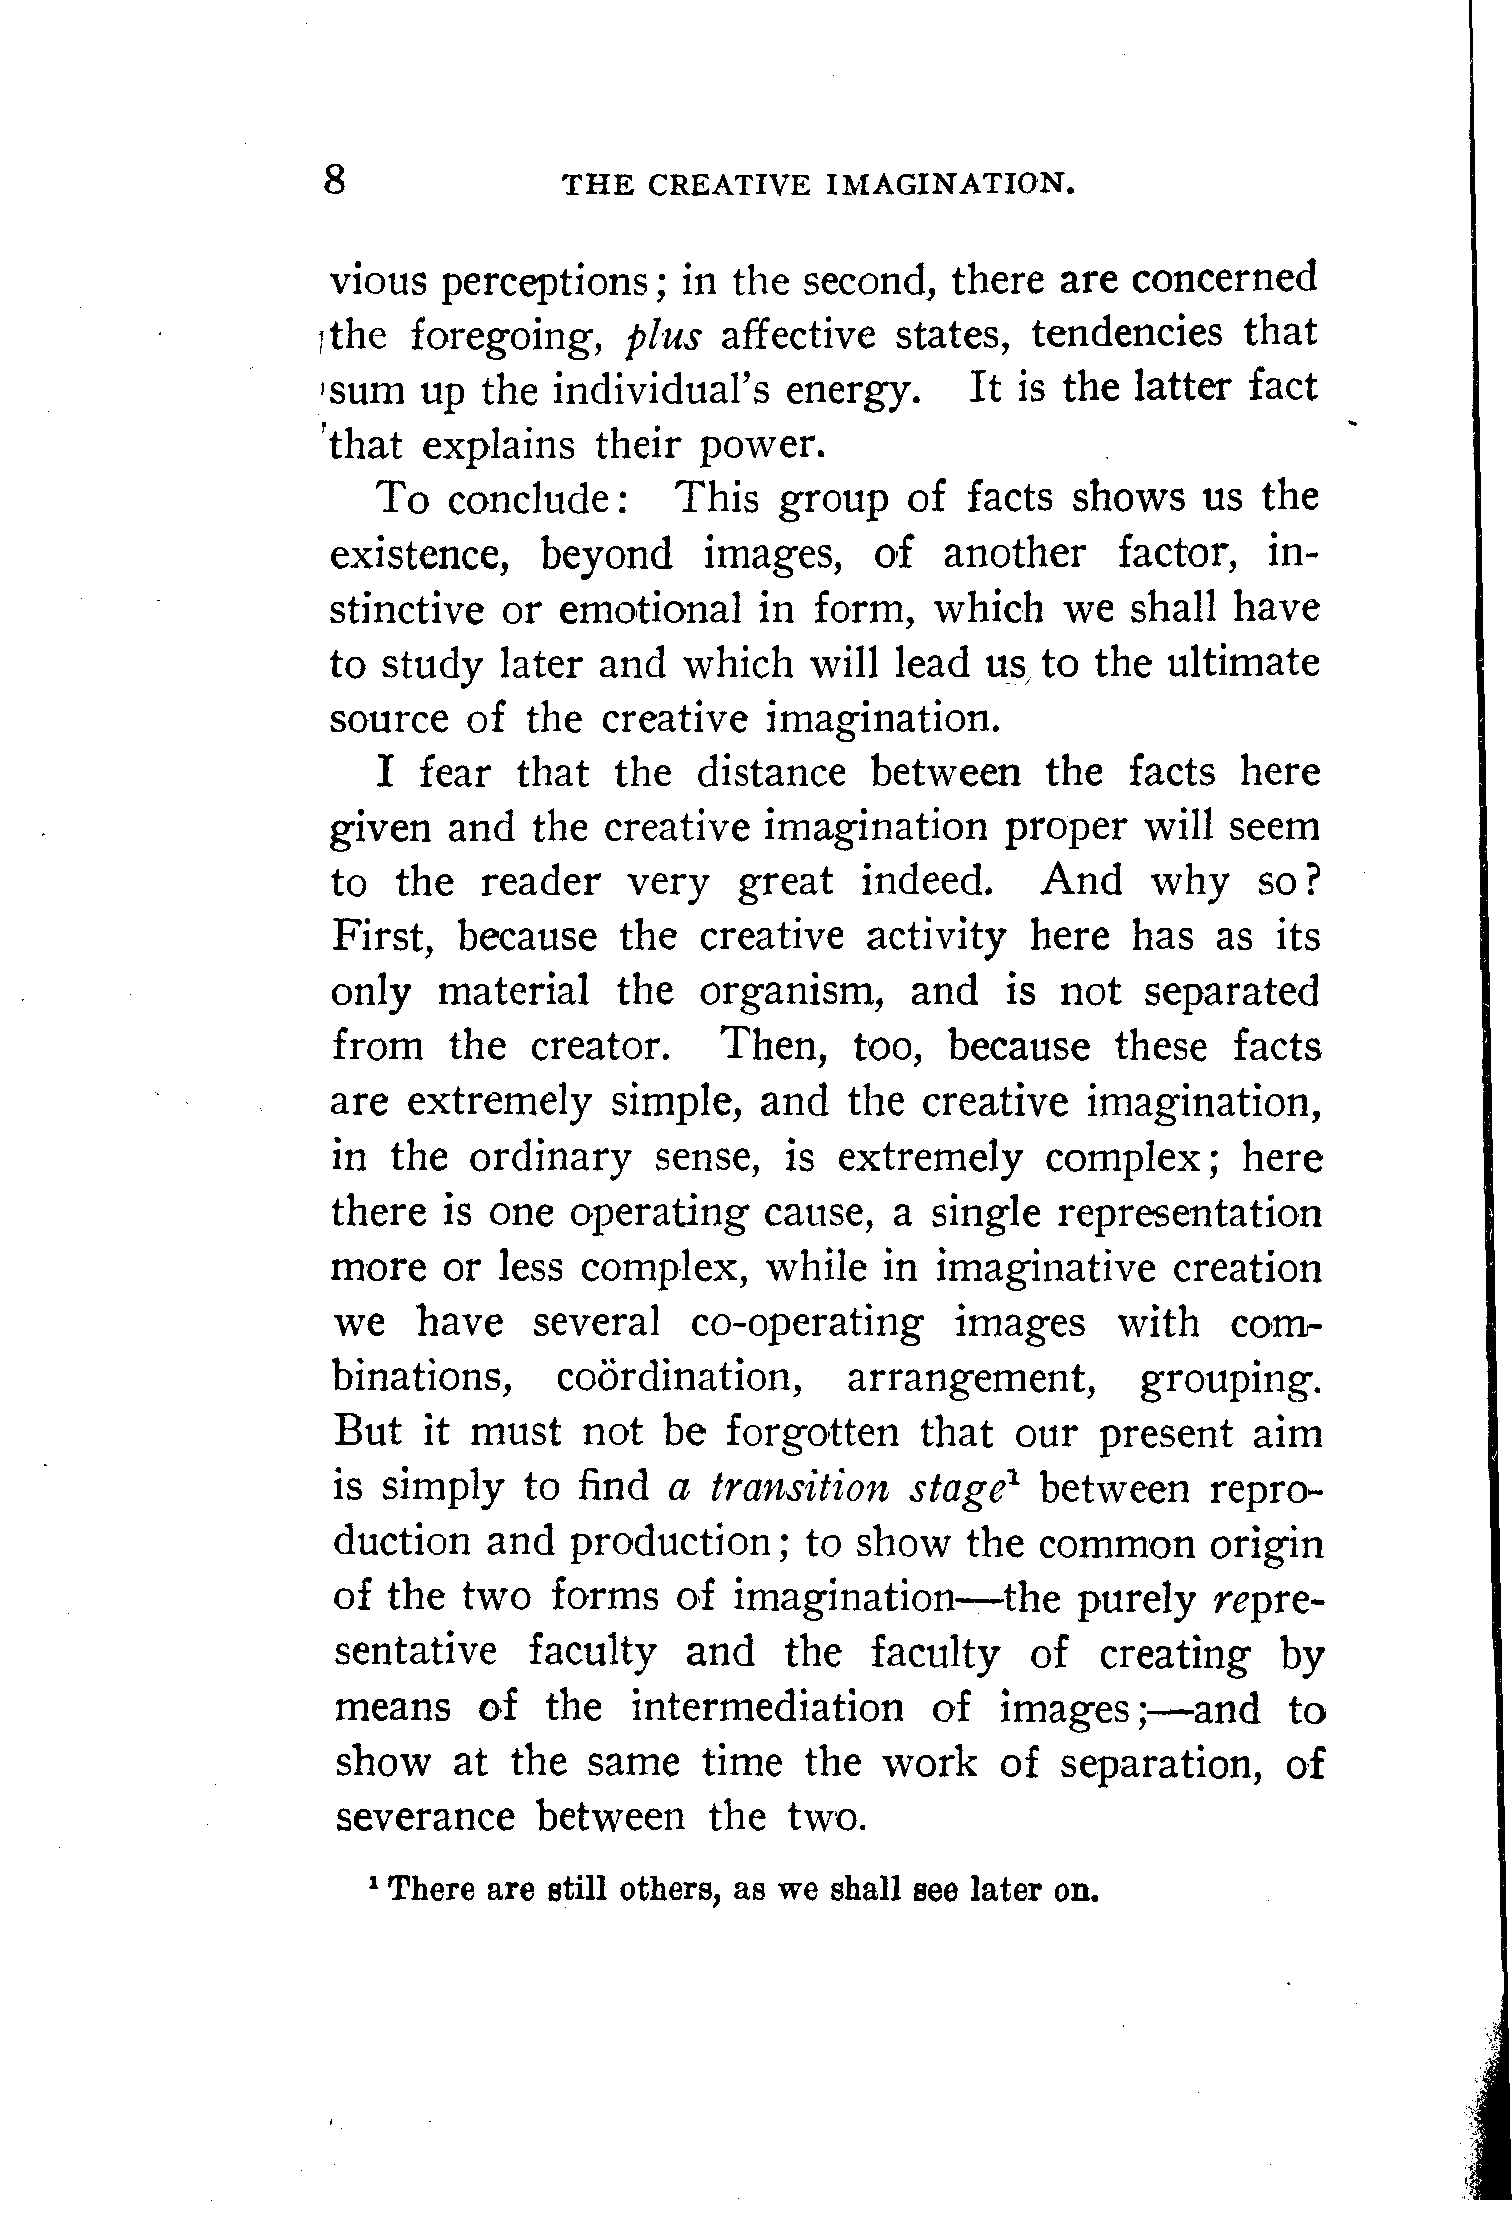 8 THE CREATIVE IMAGINATION.
vious perceptions; in the second, there are concerned
the foregoing, plus affective states, tendencies that
sum up the individual's energy. It is the latter fact
that explains their power.
To conclude: This group of facts shows us the
existence, beyond images, of another factor, in-
stinctive or emotional in form, which we shall have
to study later and which will lead us to the ultimate
source of the creative imagination.
I fear that the distance between the facts here
given and the creative imagination proper will seem
to the reader very great indeed. And why so?
First, because the creative activity here has as its
only material the organism, and is not separated
from the creator. Then, too, because these facts
are extremely simple, and the creative imagination,
in the ordinary sense, is extremely complex; here
there is one operating cause, a single representation
more or less complex, while in imaginative creation
we have several co-operating images with com-
binations, coördination, arrangement, grouping.
But it must not be forgotten that our present aim
is simply to find a transition stage¹ between repro-
duction and production; to show the common origin
of the two forms of imagination—the purely repre-
sentative faculty and the faculty of creating by
means of the intermediation of images;—and to
show at the same time the work of separation, of
severance between the two.
¹ There are still others, as we shall see later on.